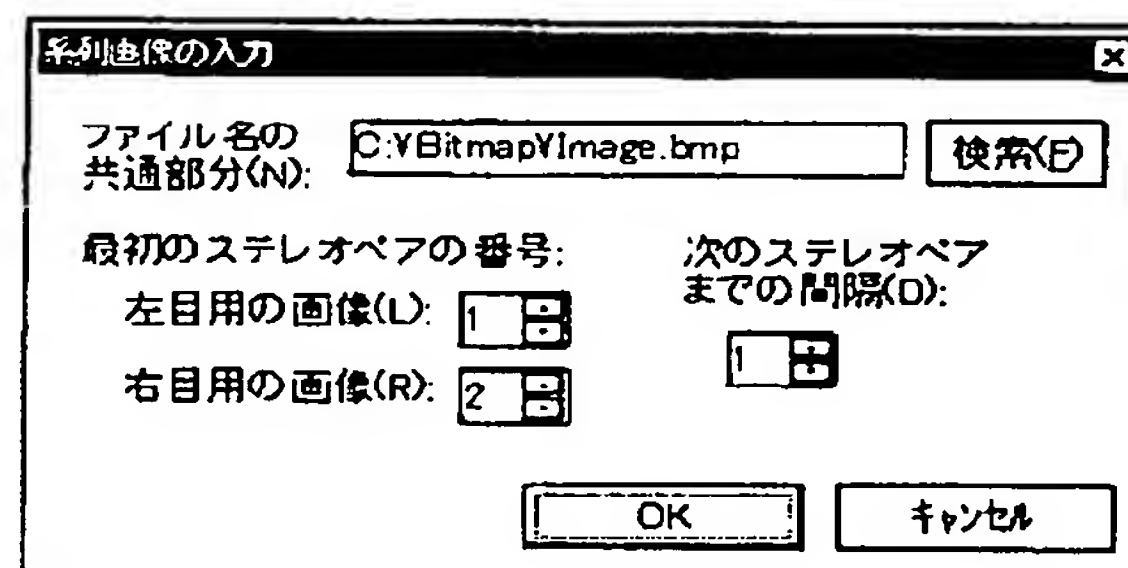 系列画像の入力
ファイル名の
共通部分(N):
C:¥Bitmap¥Image.bmp
検索(F)
最初のステレオペアの番号:
次のステレオペア
までの間隔(D):
左目用の画像(L):
1
1
右目用の画像(R):
2
OK
キャンセル